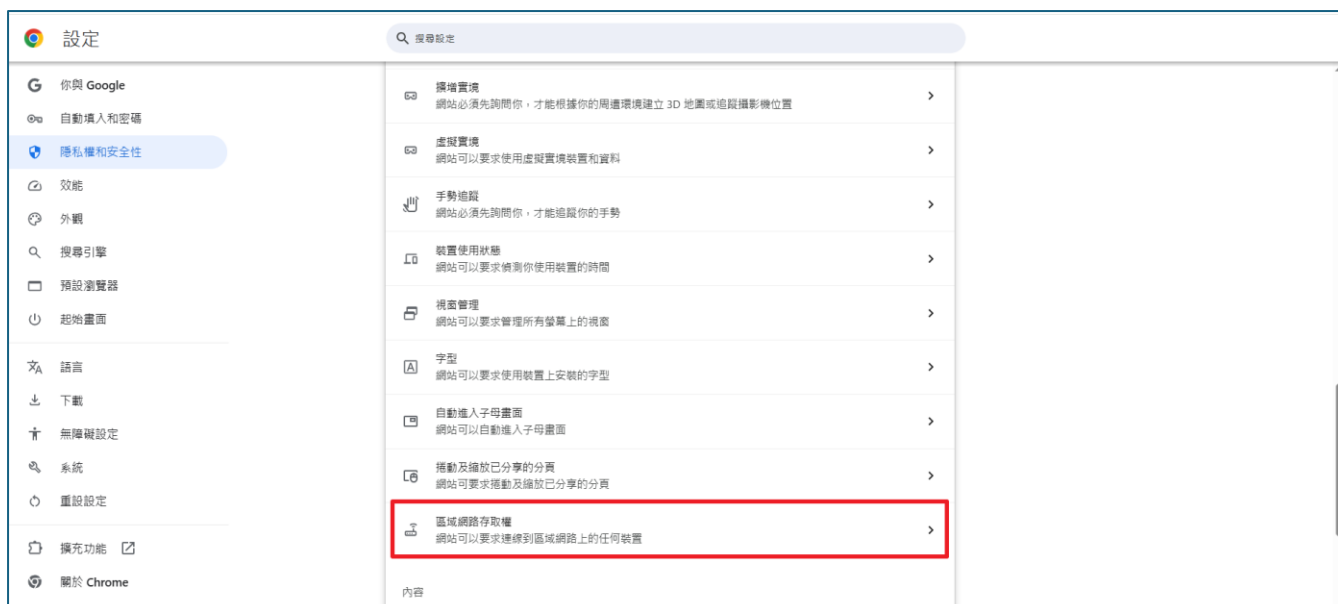 設定
搜尋設定
你與 Google
自動填入和密碼
隱私權和安全性
效能
外觀
搜尋引擎
預設瀏覽器
起始畫面
語言
下載
無障礙設定
系統
重設設定
擴充功能
關於 Chrome
擴增實境
網站必須先詢問你，才能根據你的周遭環境建立 3D 地圖或追蹤攝影機位置
虛擬實境
網站可以要求使用虛擬實境裝置和資料
手勢追蹤
網站必須先詢問你，才能追蹤你的手勢
裝置使用狀態
網站可以要求偵測你使用裝置的時間
視窗管理
網站可以要求管理所有螢幕上的視窗
字型
網站可以要求使用裝置上安裝的字型
自動進入子母畫面
網站可以自動進入子母畫面
捲動及縮放已分享的分頁
網站可要求捲動及縮放已分享的分頁
區域網路存取權
網站可以要求連線到區域網路上的任何裝置
內容